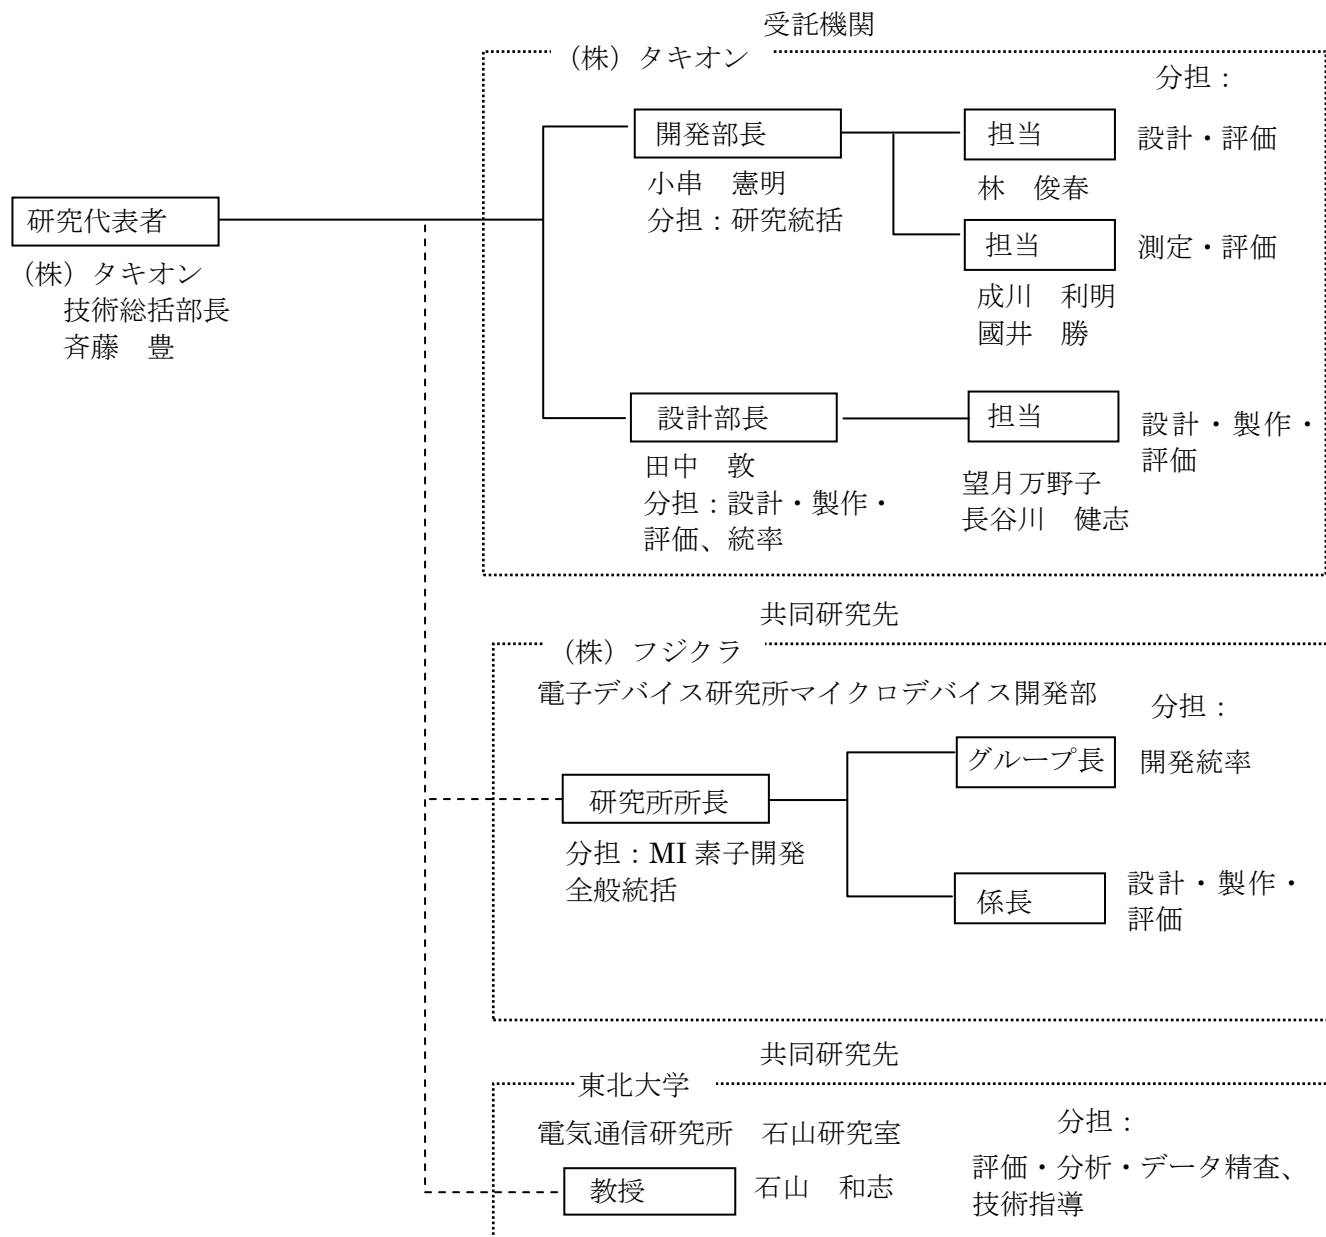 受託機関
(株)タキオン
分担:
開発部長
小串 憲明
分担:研究統括
担当
林 俊春
設計・評価
担当
成川 利明
國井 勝
測定・評価
研究代表者
(株)タキオン
技術総括部長
斉藤 豊
設計部長
田中 敦
分担:設計・製作・
評価、統率
担当
望月万野子
長谷川 健志
設計・製作・
評価
共同研究先
(株)フジクラ
電子デバイス研究所マイクロデバイス開発部
分担:
研究所所長
分担:MI 素子開発
全般統括
グループ長
開発統率
係長
設計・製作・
評価
共同研究先
東北大学
電気通信研究所 石山研究室
分担:
教授
石山 和志
評価・分析・データ精査、
技術指導